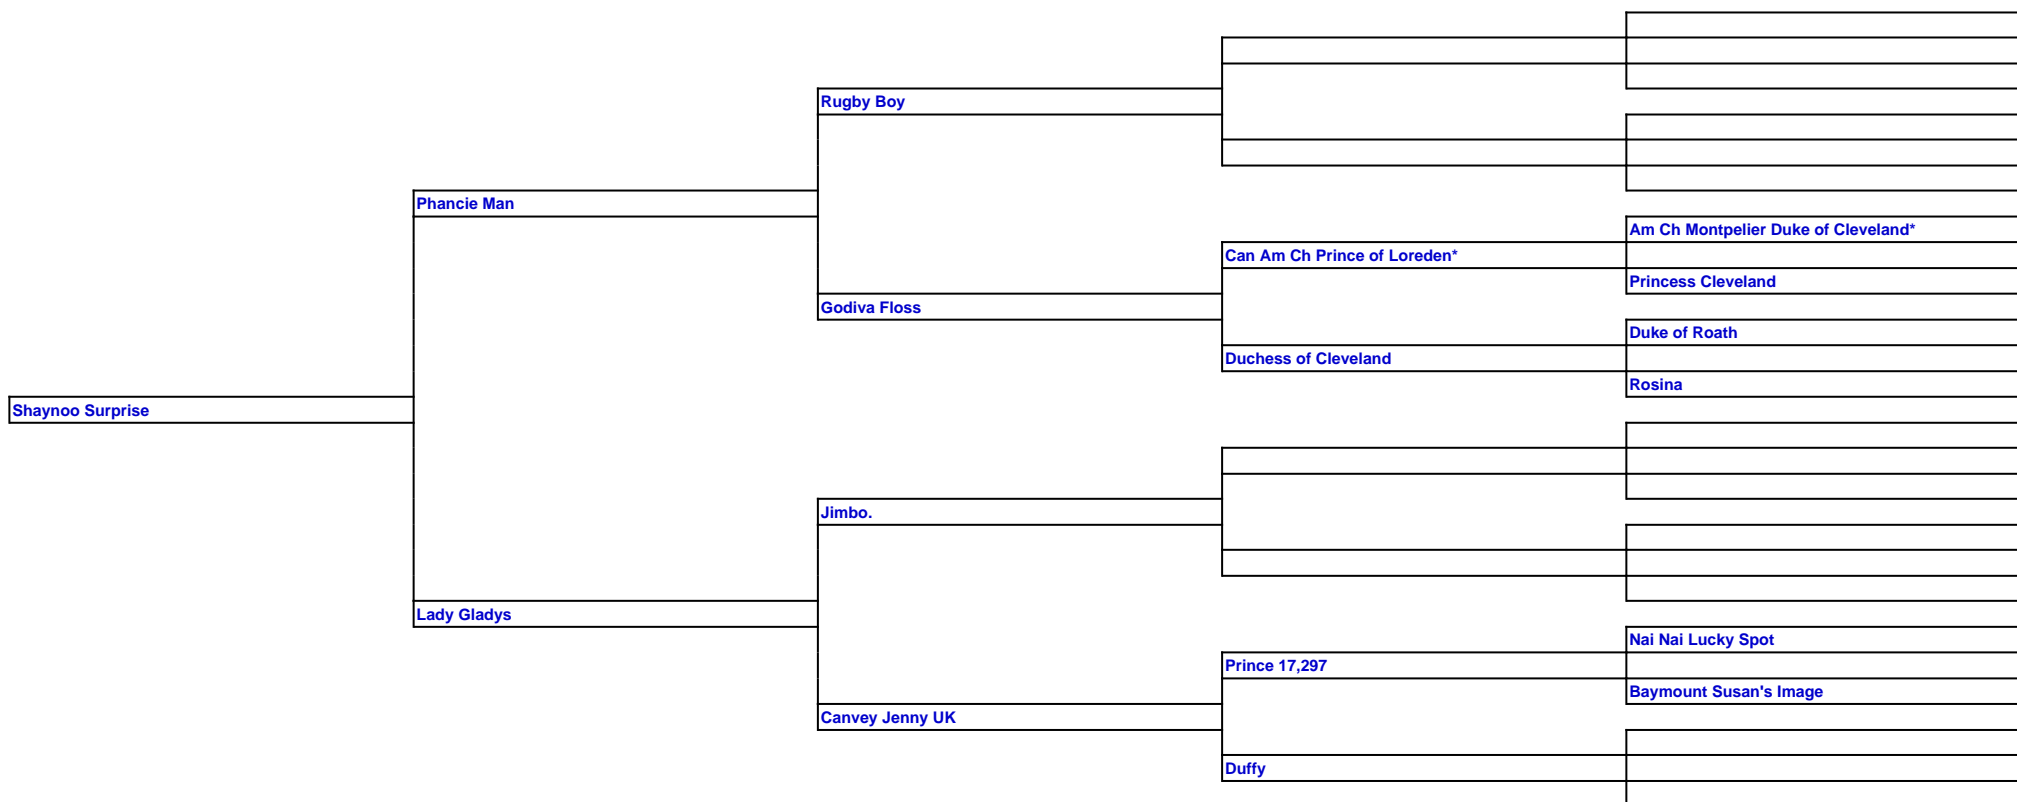 Rugby Boy
Phancie Man
Am Ch Montpelier Duke of Cleveland*
Can Am Ch Prince of Loreden*
Princess Cleveland
Godiva Floss
Duke of Roath
Duchess of Cleveland
Rosina
Shaynoo Surprise
Jimbo.
Lady Gladys
Nai Nai Lucky Spot
Prince 17,297
Baymount Susan's Image
Canvey Jenny UK
Duffy